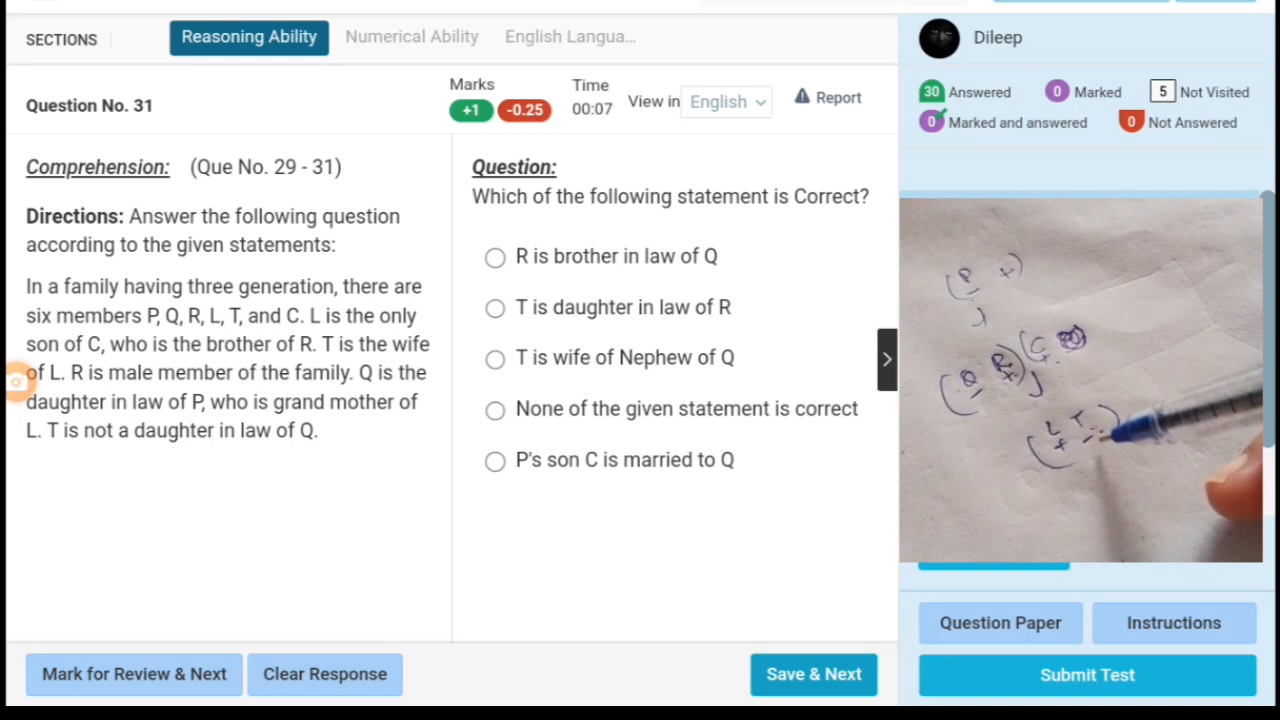 SECTIONS
Reasoning Ability
Numerical Ability
English Langua...
Dileep
Question No. 31
Marks
+1
-0.25
Time
00:07
View in
English
Report
30 Answered
0 Marked
5 Not Visited
0 Marked and answered
0 Not Answered
Comprehension: (Que No. 29 - 31)
Directions: Answer the following question
according to the given statements:
In a family having three generation, there are
six members P, Q, R, L, T, and C. L is the only
son of C, who is the brother of R. T is the wife
of L. R is male member of the family. Q is the
daughter in law of P, who is grand mother of
L. T is not a daughter in law of Q.
Question:
Which of the following statement is Correct?
R is brother in law of Q
T is daughter in law of R
T is wife of Nephew of Q
None of the given statement is correct
P's son C is married to Q
P +
-
Q R C
- + +
L T
+ -
Mark for Review & Next
Clear Response
Save & Next
Question Paper
Instructions
Submit Test